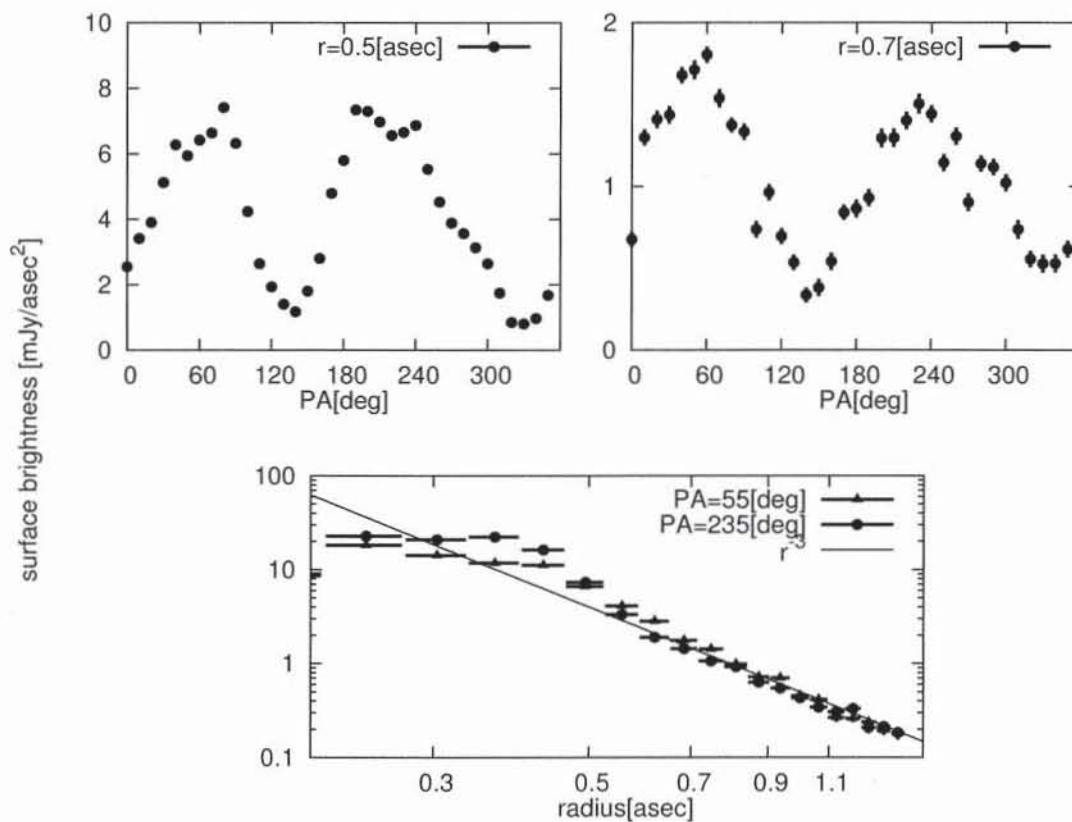 surface brightness [mJy/asec²]
10
8
6
4
2
0
r=0.5[asec]
0 60 120 180 240 300
PA[deg]
2
1
0
r=0.7[asec]
0 60 120 180 240 300
PA[deg]
100
10
1
0.1
PA=55[deg]
PA=235[deg]
r⁻³
0.3 0.5 0.7 0.9 1.1
radius[asec]